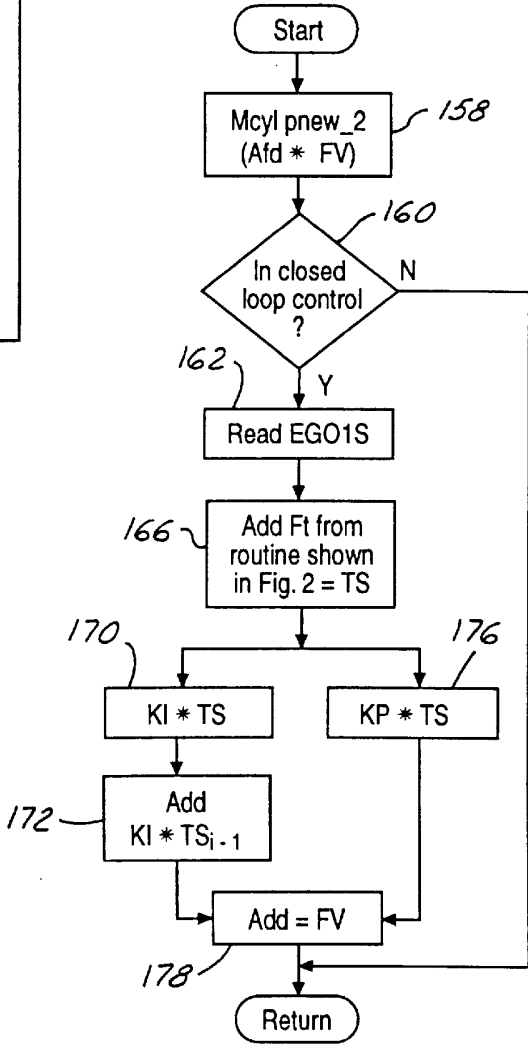 Start
Mcyl pnew_2
(Afd * FV)
158
160
In closed
loop control
?
N
Y
162
Read EGO1S
166
Add Ft from
routine shown
in Fig. 2 = TS
170
176
KI * TS
KP * TS
172
Add
KI * TSi - 1
Add = FV
178
Return